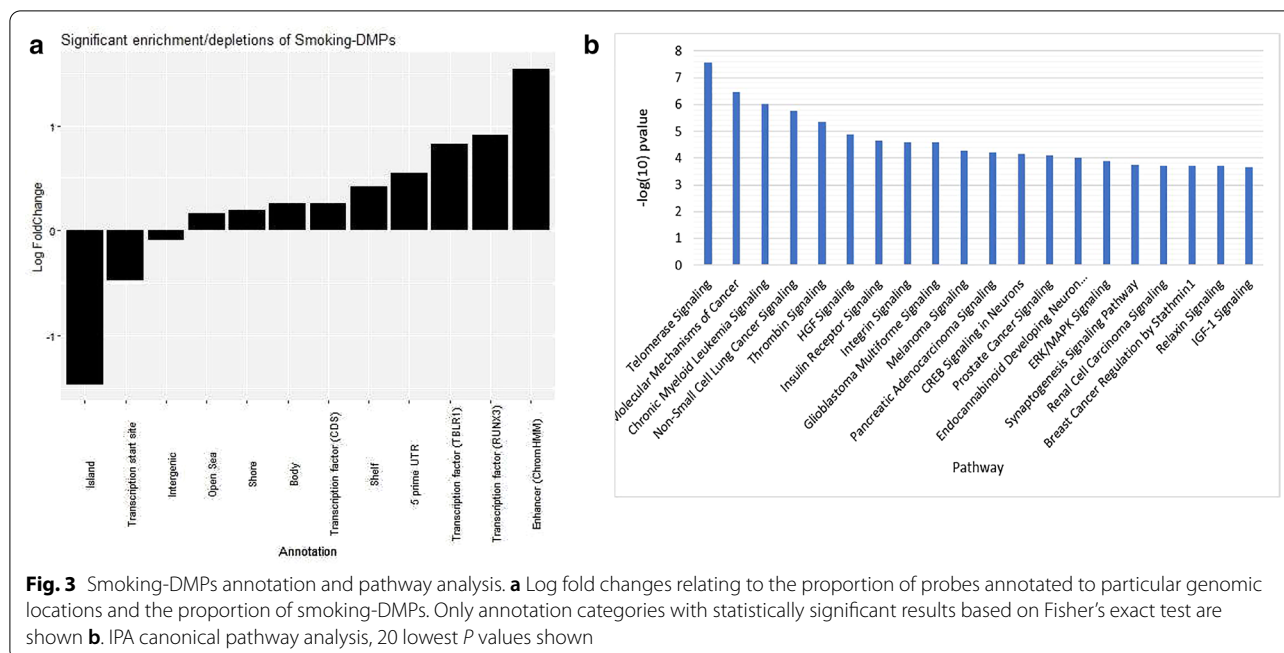 a
Significant enrichment/depletions of Smoking-DMPs
Log FoldChange
1
0
-1
Island
Transcription start site
Intergenic
Open Sea
Shore
Body
Transcription factor (CDS)
Shelf
5 prime UTR
Transcription factor (TBLR1)
Transcription factor (RUNX3)
Enhancer (ChromHMM)
Annotation
b
-log(10) pvalue
8
7
6
5
4
3
2
1
0
Telomerase Signaling
Molecular Mechanisms of Cancer
Chronic Myeloid Leukemia Signaling
Non-Small Cell Lung Cancer Signaling
Thrombin Signaling
HGF Signaling
Insulin Receptor Signaling
Integrin Signaling
Glioblastoma Multiforme Signaling
Melanoma Signaling
Pancreatic Adenocarcinoma Signaling
CREB Signaling in Neurons
Prostate Cancer Signaling
Endocannabinoid Developing Neuron...
ERK/MAPK Signaling
Synaptogenesis Signaling Pathway
Renal Cell Carcinoma Signaling
Breast Cancer Regulation by Stathmin1
Relaxin Signaling
IGF-1 Signaling
Pathway
Fig. 3 Smoking-DMPs annotation and pathway analysis. a Log fold changes relating to the proportion of probes annotated to particular genomic
locations and the proportion of smoking-DMPs. Only annotation categories with statistically significant results based on Fisher's exact test are
shown b. IPA canonical pathway analysis, 20 lowest P values shown